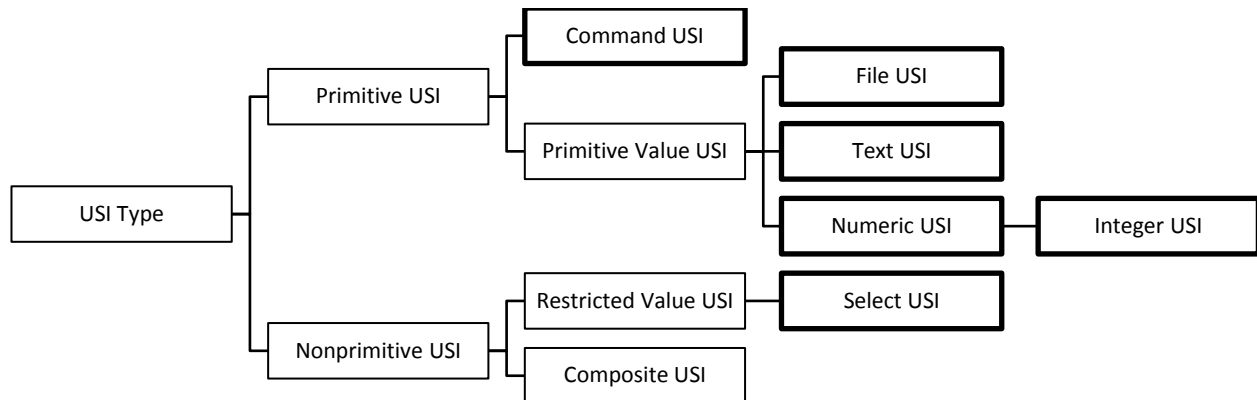 Command USI
File USI
Primitive USI
Primitive Value USI
Text USI
USI Type
Numeric USI
Integer USI
Restricted Value USI
Select USI
Nonprimitive USI
Composite USI